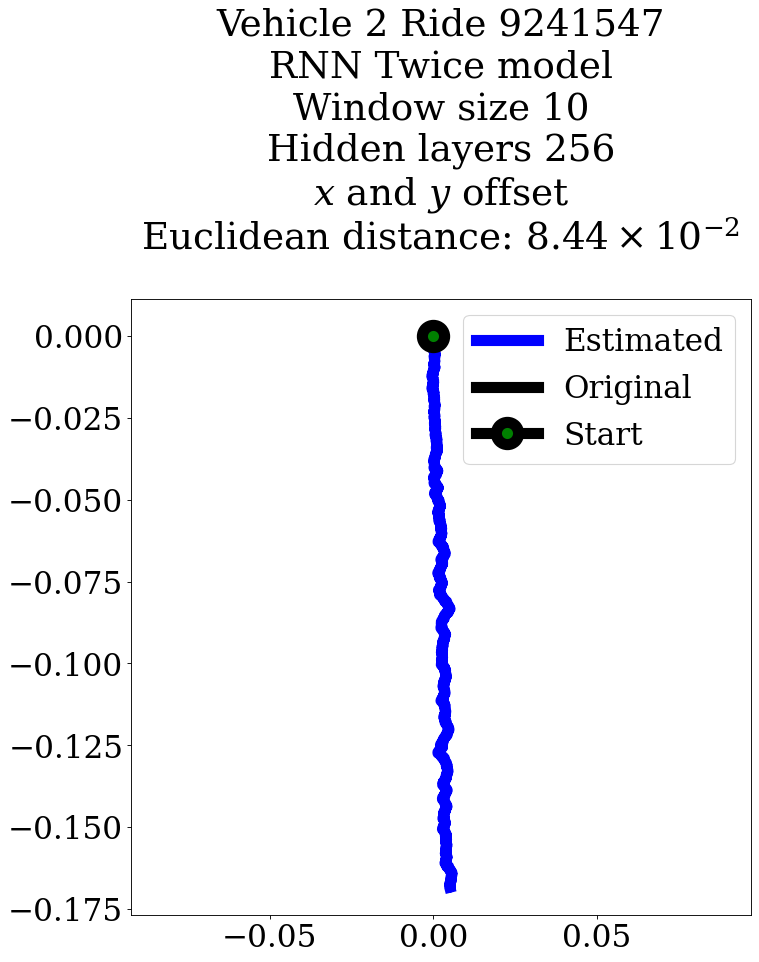 Vehicle 2 Ride 9241547
RNN Twice model
Window size 10
Hidden layers 256
x and y offset
Euclidean distance: 8.44 × 10⁻²
Estimated
Original
Start
0.000
−0.025
−0.050
−0.075
−0.100
−0.125
−0.150
−0.175
−0.05 0.00 0.05